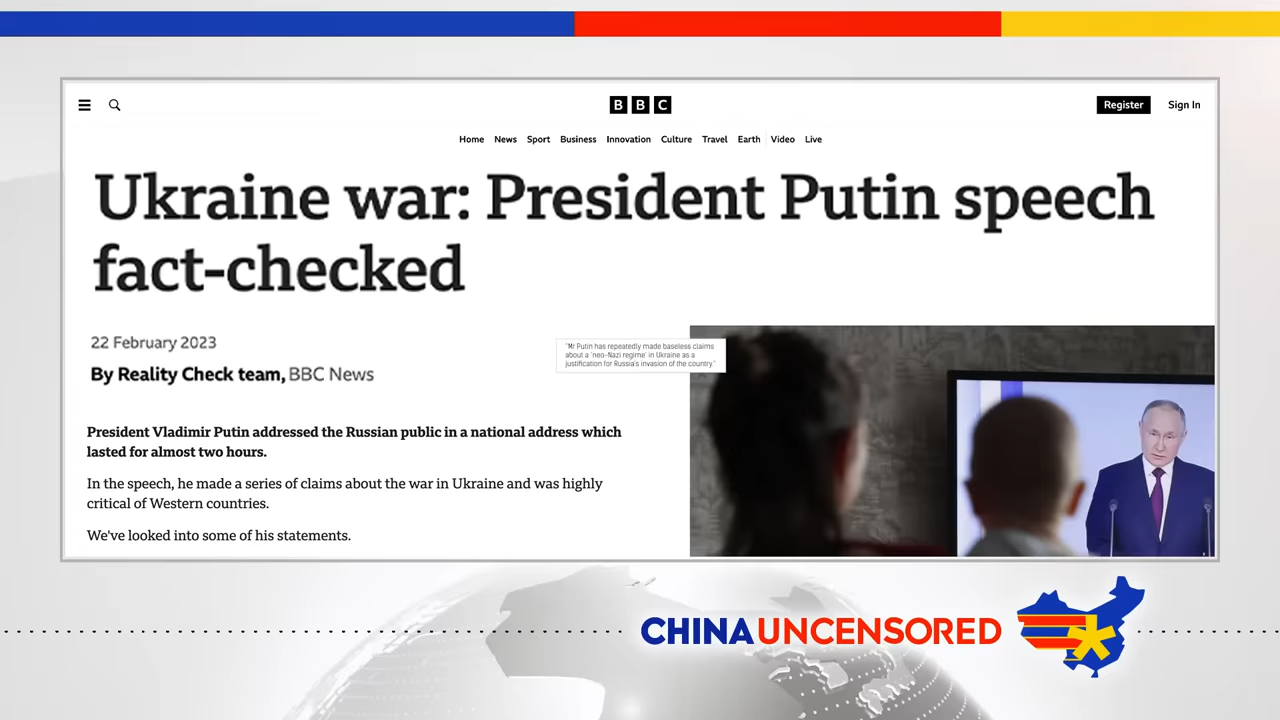 BBC
Register
Sign In
Home News Sport Business Innovation Culture Travel Earth Video Live
Ukraine war: President Putin speech
fact-checked
22 February 2023
By Reality Check team, BBC News
"Mr Putin has repeatedly made baseless claims
about a 'neo-Nazi regime' in Ukraine as a
justification for Russia's invasion of the country."
President Vladimir Putin addressed the Russian public in a national address which
lasted for almost two hours.
In the speech, he made a series of claims about the war in Ukraine and was highly
critical of Western countries.
We've looked into some of his statements.
CHINA UNCENSORED